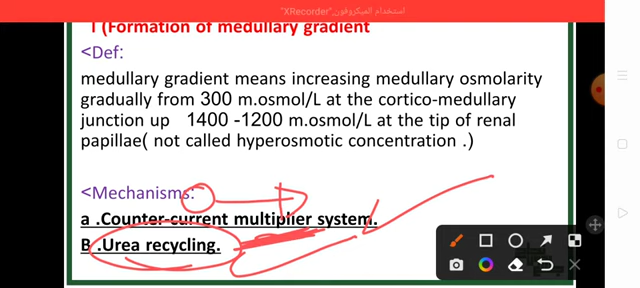 استخدام الميكروفون,"XRecorder"
I (Formation of medullary gradient
<Def:
medullary gradient means increasing medullary osmolarity
gradually from 300 m.osmol/L at the cortico-medullary
junction up 1400 -1200 m.osmol/L at the tip of renal
papillae( not called hyperosmotic concentration .)
<Mechanisms:
a .Counter-current multiplier system.
B .Urea recycling.